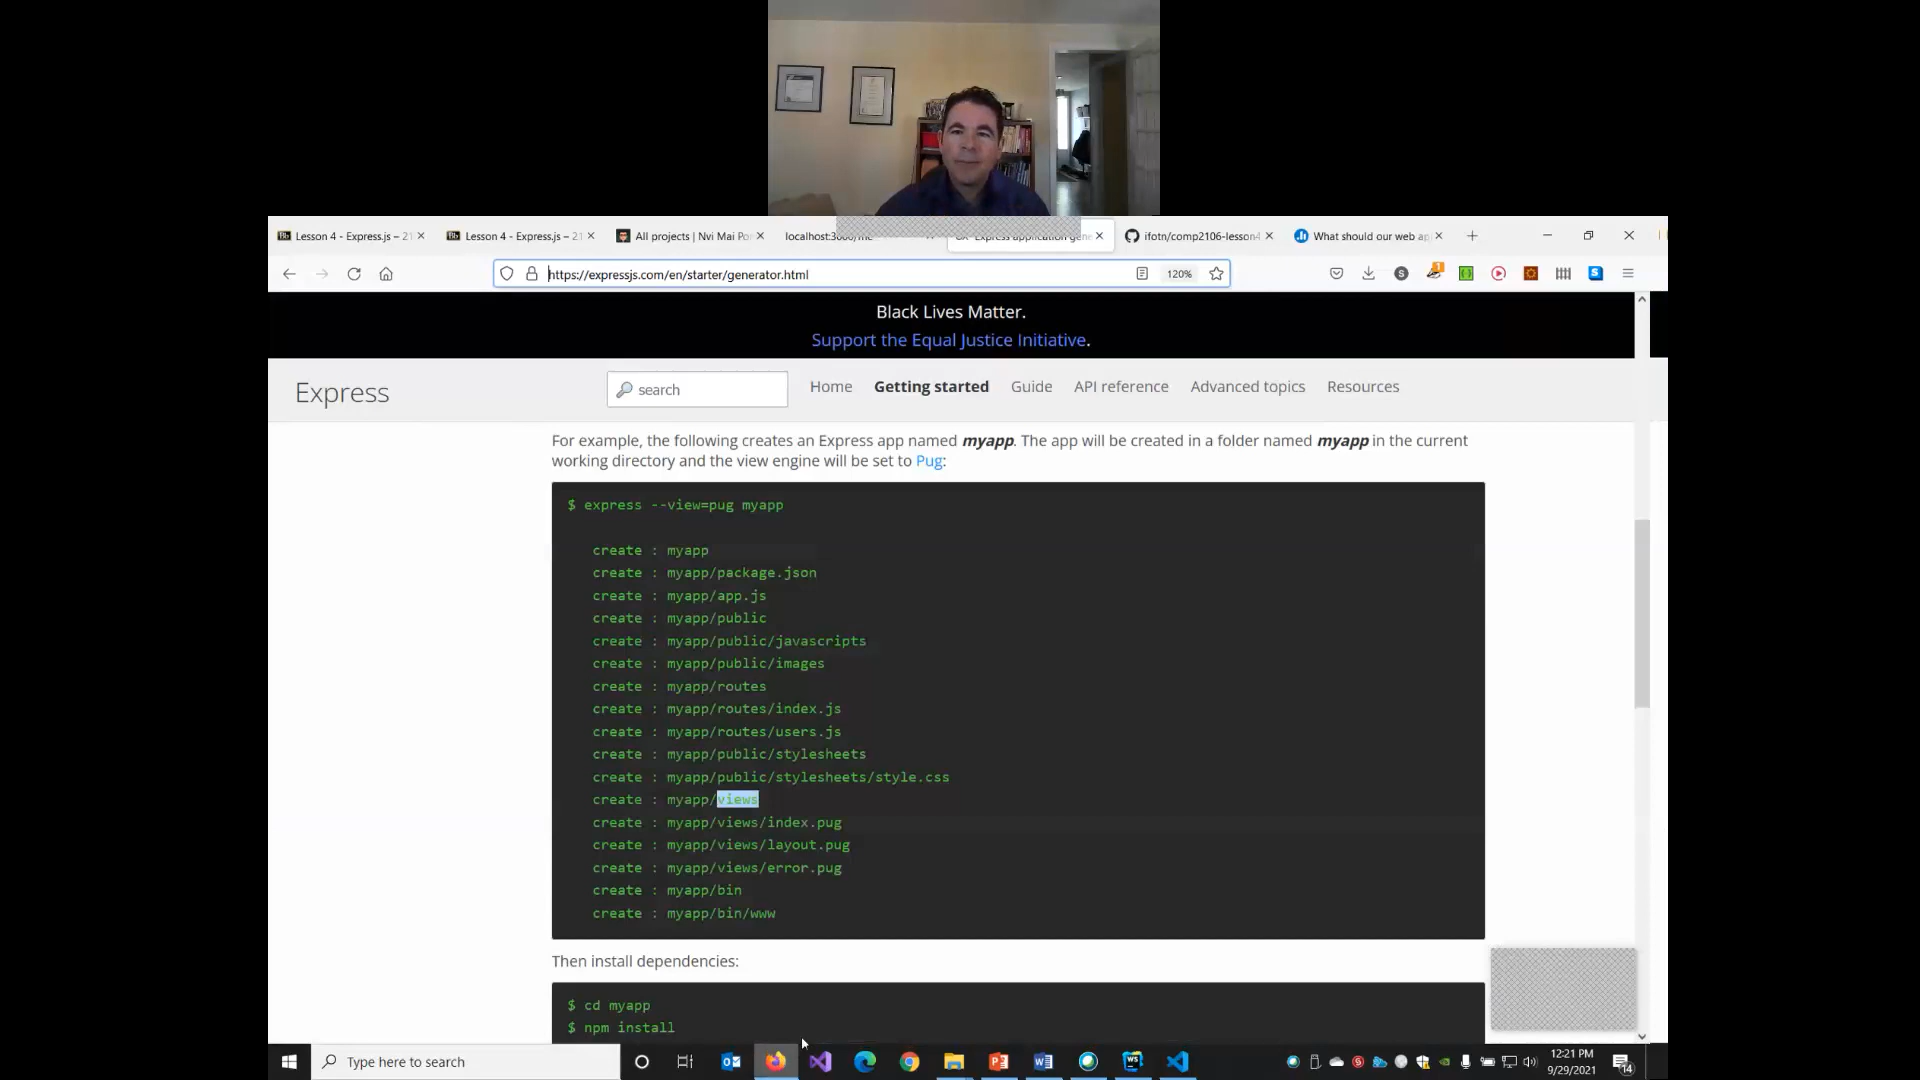 Lesson 4 - Express.js – 21
Lesson 4 - Express.js – 21
All projects | Nvi Mai Po
localhost:3000/
Express application gene
ifotn/comp2106-lesson4
What should our web ap
https://expressjs.com/en/starter/generator.html
120%
Black Lives Matter.
Support the Equal Justice Initiative.
Express
search
Home
Getting started
Guide
API reference
Advanced topics
Resources
For example, the following creates an Express app named myapp. The app will be created in a folder named myapp in the current
working directory and the view engine will be set to Pug:
$ express --view=pug myapp
create : myapp
create : myapp/package.json
create : myapp/app.js
create : myapp/public
create : myapp/public/javascripts
create : myapp/public/images
create : myapp/routes
create : myapp/routes/index.js
create : myapp/routes/users.js
create : myapp/public/stylesheets
create : myapp/public/stylesheets/style.css
create : myapp/views
create : myapp/views/index.pug
create : myapp/views/layout.pug
create : myapp/views/error.pug
create : myapp/bin
create : myapp/bin/www
Then install dependencies:
$ cd myapp
$ npm install
Type here to search
12:21 PM
9/29/2021
14